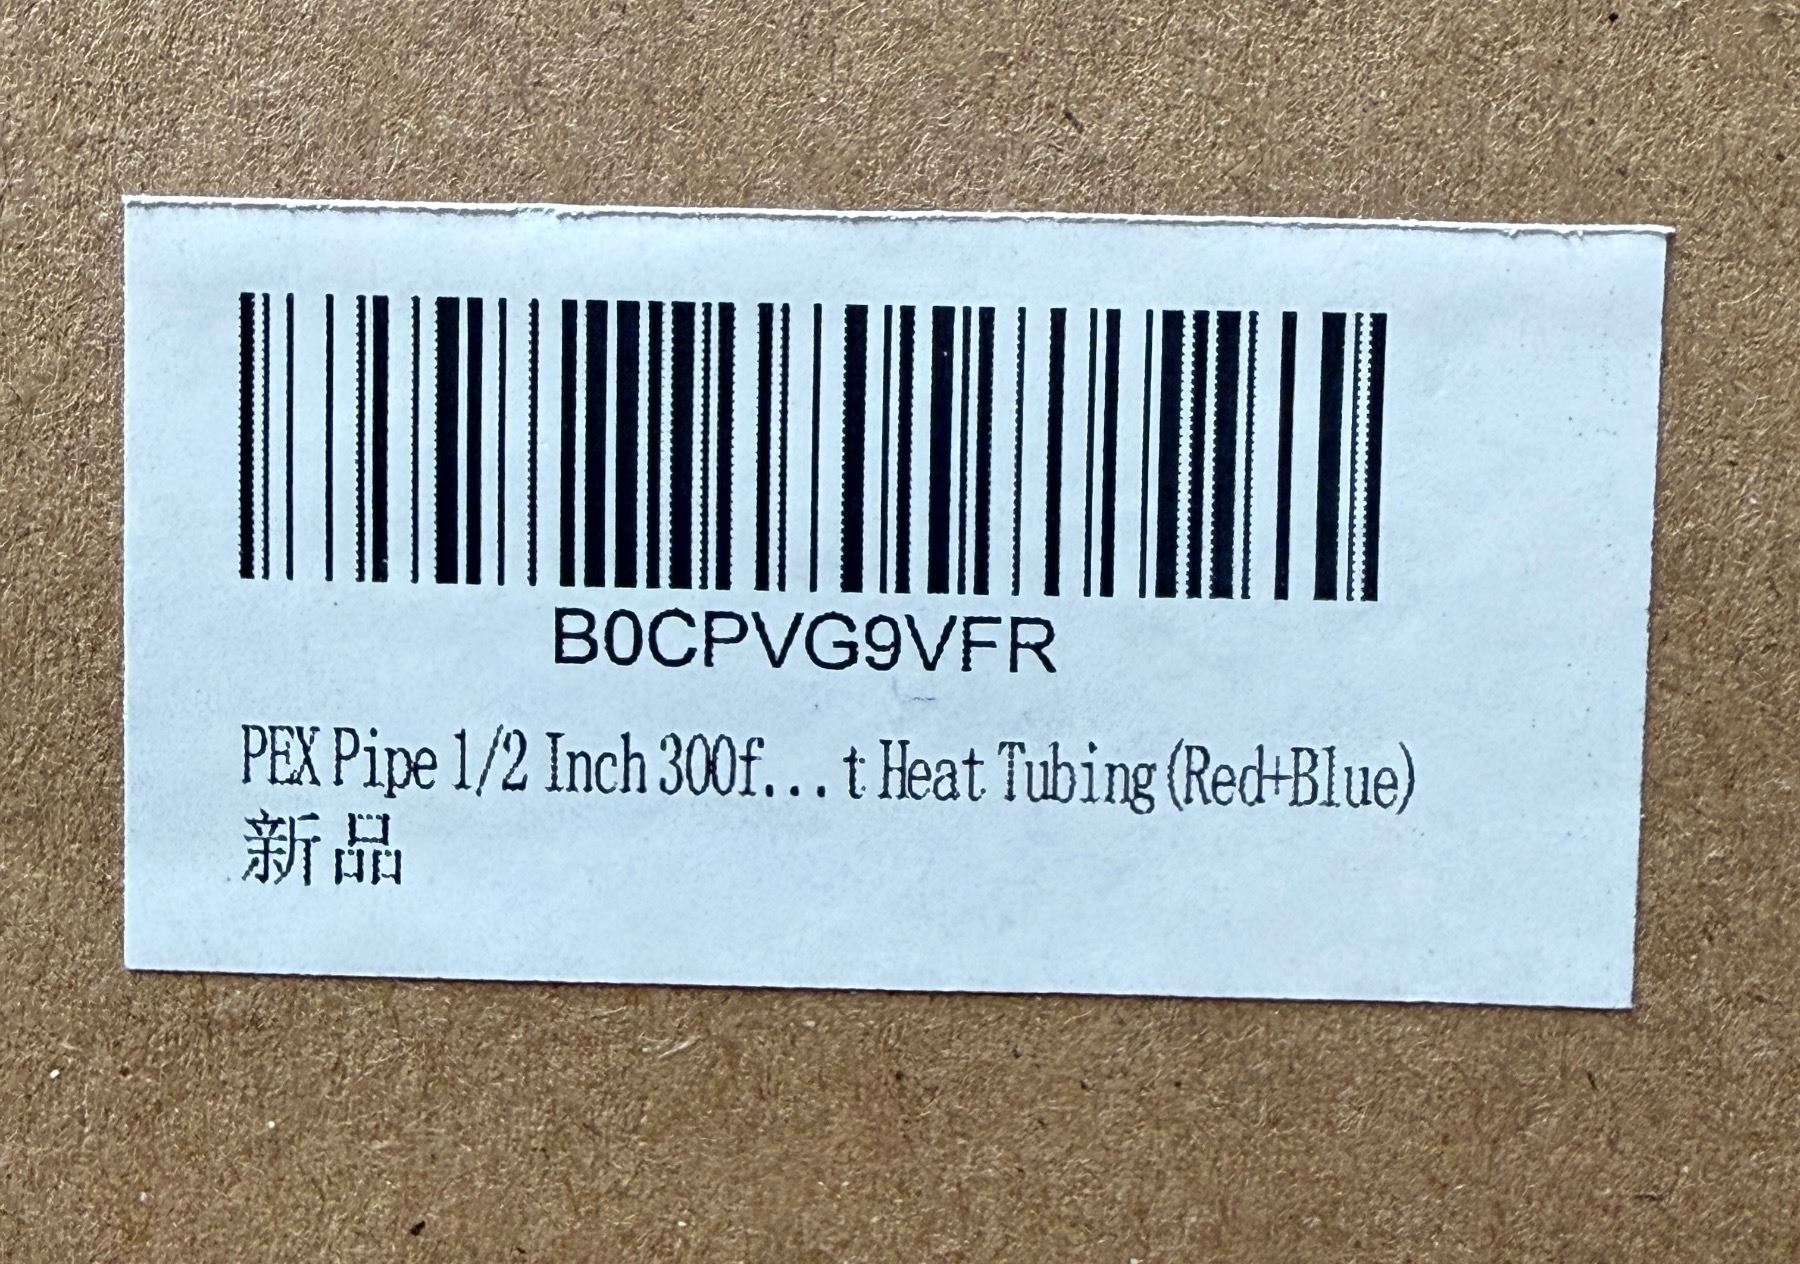 B0CPVG9VFR
PEX Pipe 1/2 Inch 300f...t Heat Tubing(Red+Blue)
新品